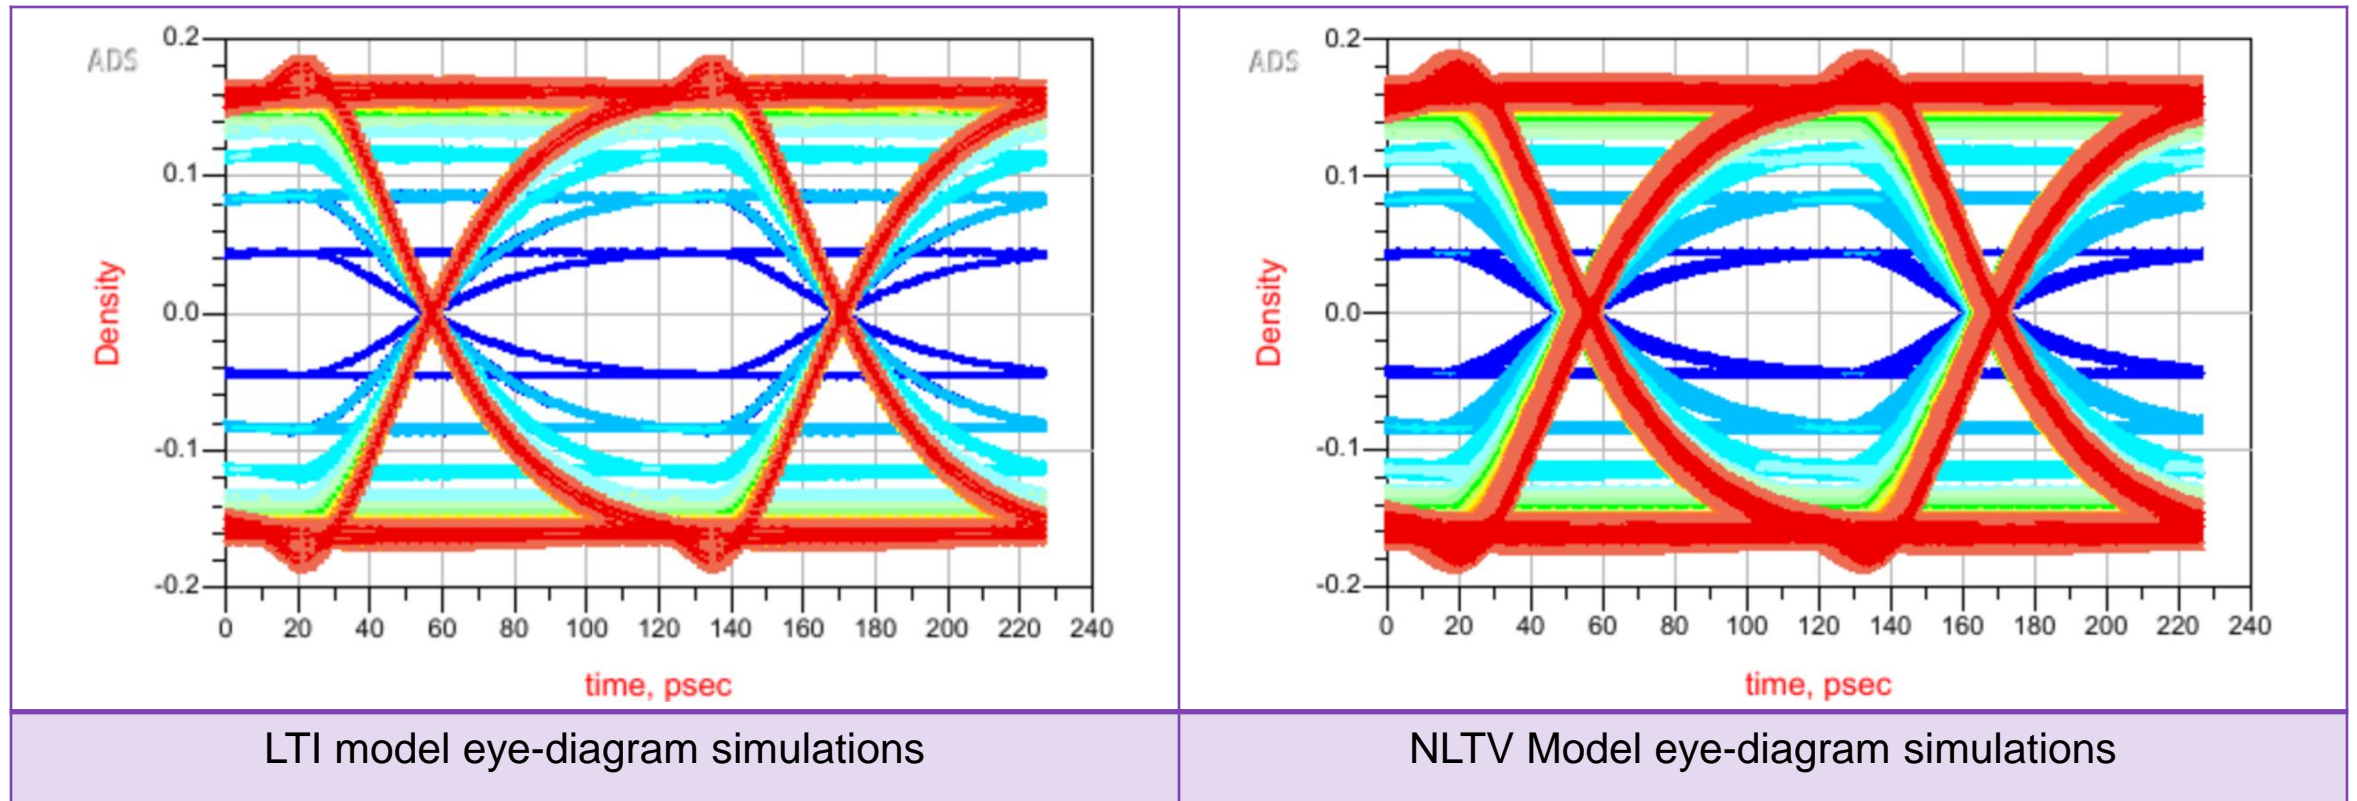 ADS
0.2
0.1
0.0
-0.1
-0.2
Density
0 20 40 60 80 100 120 140 160 180 200 220 240
time, psec
LTI model eye-diagram simulations
ADS
0.2
0.1
0.0
-0.1
-0.2
Density
0 20 40 60 80 100 120 140 160 180 200 220 240
time, psec
NLTV Model eye-diagram simulations